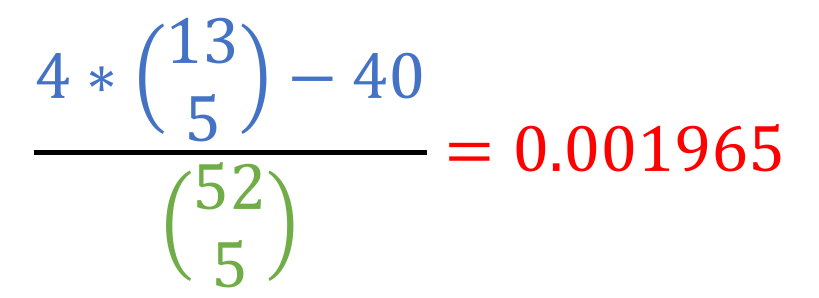 4 * (13
5) − 40
= 0.001965
(52
5)